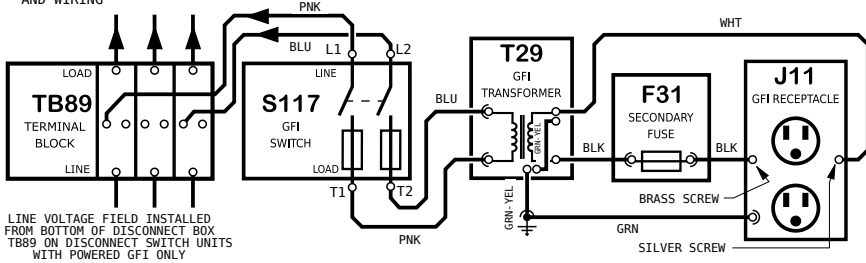 AND WIRING
PNK
WHT
BLU
L1
L2
LOAD
TB89
TERMINAL
BLOCK
LINE
LINE
S117
GFI
SWITCH
LOAD
T1
T2
BLU
PNK
T29
GFI
TRANSFORMER
GRN-YEL
GRN-YEL
BLK
F31
SECONDARY
FUSE
BLK
J11
GFI RECEPTACLE
BRASS SCREW
GRN
SILVER SCREW
LINE VOLTAGE FIELD INSTALLED
FROM BOTTOM OF DISCONNECT BOX
TB89 ON DISCONNECT SWITCH UNITS
WITH POWERED GFI ONLY